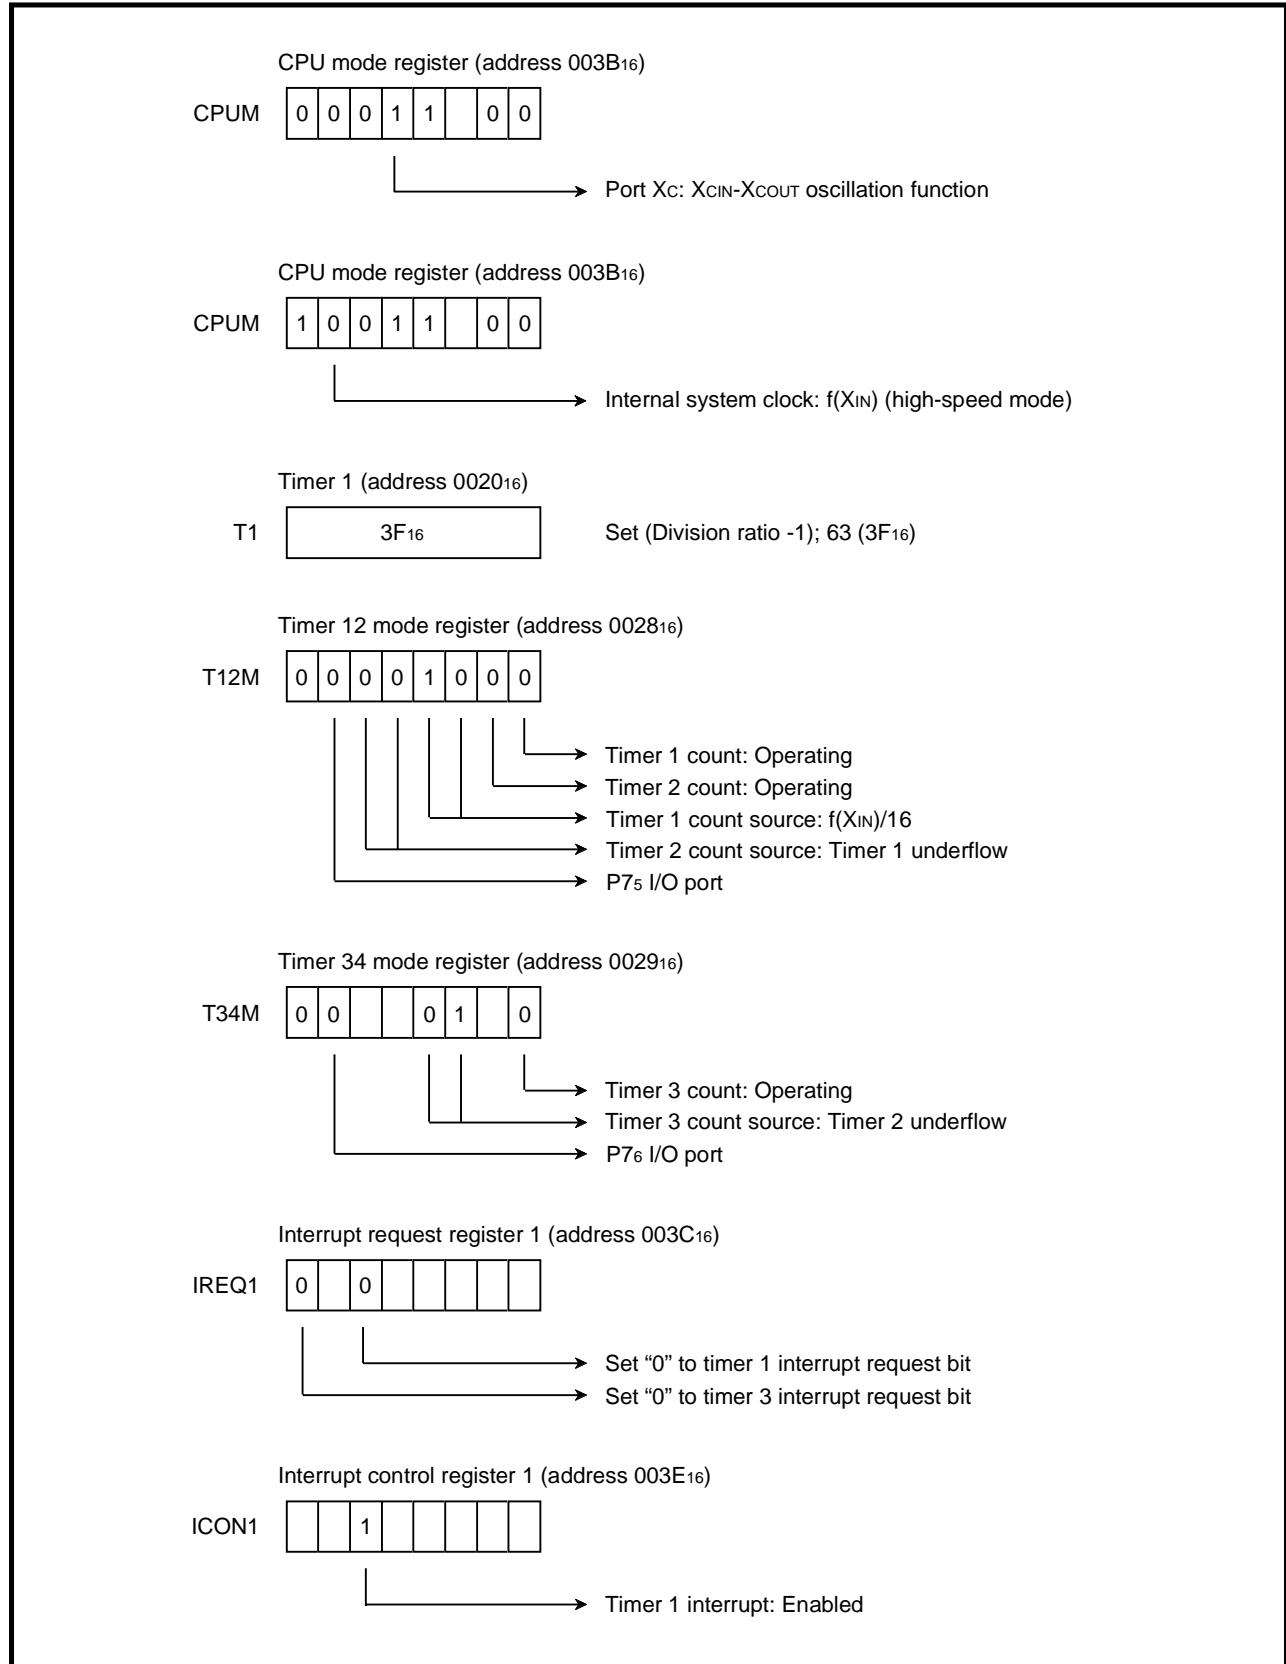 CPU mode register (address 003B16)
CPUM 0 0 0 1 1 0 0
Port XC: XCIN-XCOUT oscillation function
CPU mode register (address 003B16)
CPUM 1 0 0 1 1 0 0
Internal system clock: f(XIN) (high-speed mode)
Timer 1 (address 002016)
T1 3F16 Set (Division ratio -1); 63 (3F16)
Timer 12 mode register (address 002816)
T12M 0 0 0 0 1 0 0 0
Timer 1 count: Operating
Timer 2 count: Operating
Timer 1 count source: f(XIN)/16
Timer 2 count source: Timer 1 underflow
P75 I/O port
Timer 34 mode register (address 002916)
T34M 0 0 0 1 0
Timer 3 count: Operating
Timer 3 count source: Timer 2 underflow
P76 I/O port
Interrupt request register 1 (address 003C16)
IREQ1 0 0
Set “0” to timer 1 interrupt request bit
Set “0” to timer 3 interrupt request bit
Interrupt control register 1 (address 003E16)
ICON1 1
Timer 1 interrupt: Enabled